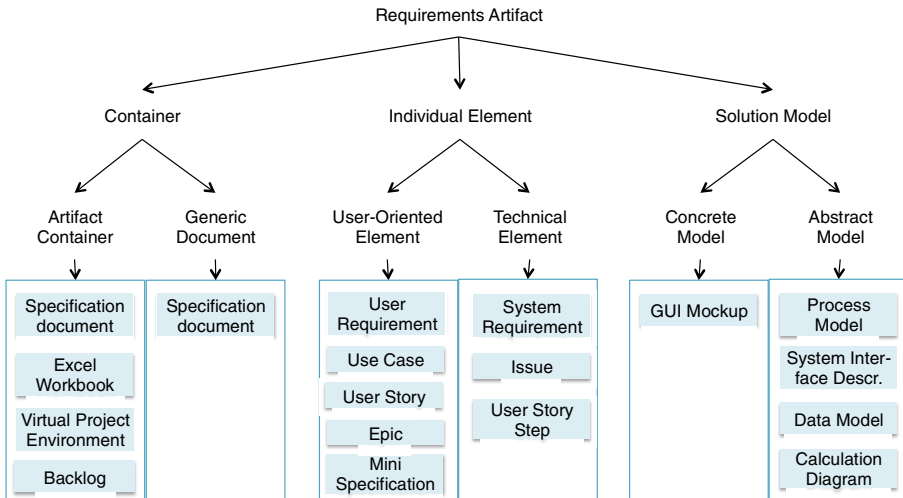 Requirements Artifact
Container
Individual Element
Solution Model
Artifact
Container
Generic
Document
User-Oriented
Element
Technical
Element
Concrete
Model
Abstract
Model
Specification
document
Excel
Workbook
Virtual Project
Environment
Backlog
Specification
document
User
Requirement
Use Case
User Story
Epic
Mini
Specification
System
Requirement
Issue
User Story
Step
GUI Mockup
Process
Model
System Inter-
face Descr.
Data Model
Calculation
Diagram